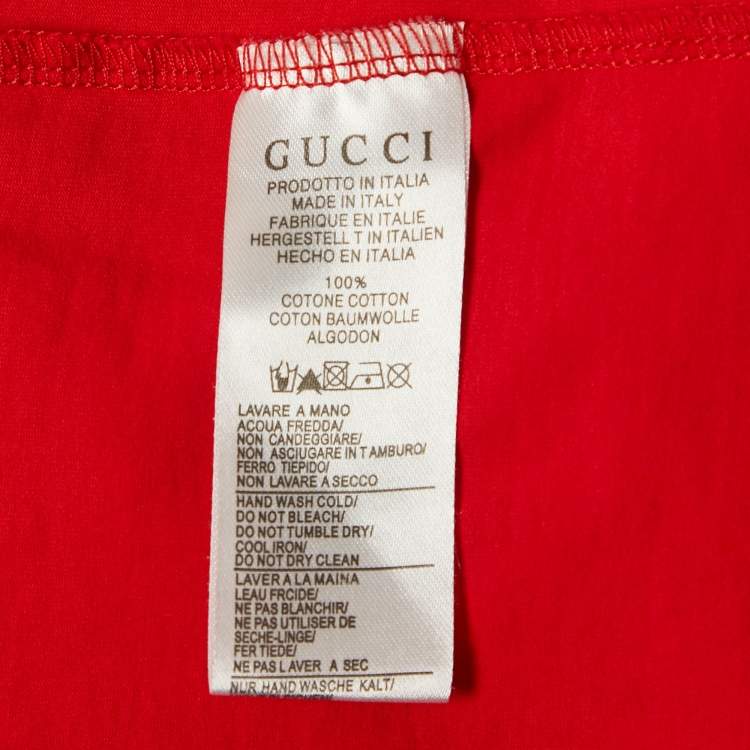 GUCCI
PRODOTTO IN ITALIA
MADE IN ITALY
FABRIQUE EN ITALIE
HERGESTELL T IN ITALIEN
HECHO EN ITALIA
100%
COTONE COTTON
COTON BAUMWOLLE
ALGODON
LAVARE A MANO
ACQUA FREDDA/
NON CANDEGGIARE/
NON ASCIUGARE IN T AMBURO/
FERRO TIEPIDO/
NON LAVARE A SECCO
HAND WASH COLD/
DO NOT BLEACH/
DO NOT TUMBLE DRY/
COOL IRON/
DO NOT DRY CLEAN
LAVER A LA MAINA
LEAU FRCIDE/
NE PAS BLANCHIR/
NE PAS UTILISER DE
SECHE-LINGE/
FER TIEDE/
NE PAS LAVER A SEC
NUR HAND WASCHE KALT/